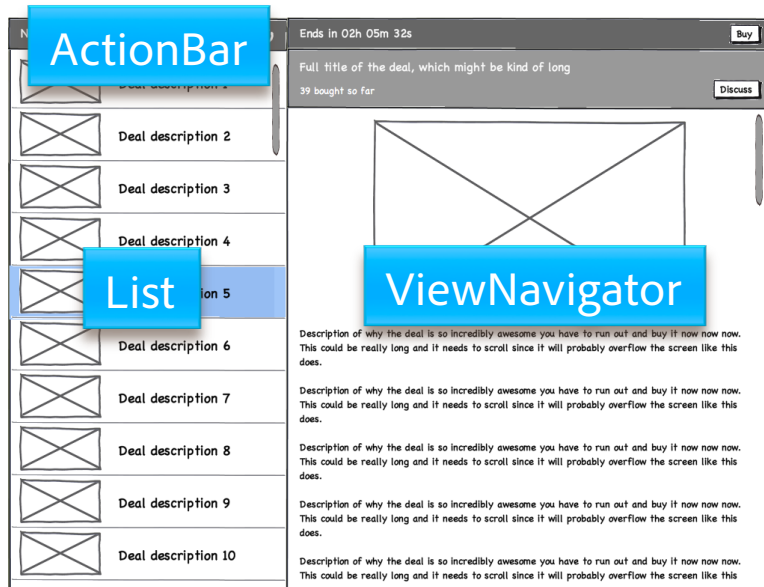 ActionBar
Deal description 2
Deal description 3
Deal description 4
List
ion 5
Deal description 6
Deal description 7
Deal description 8
Deal description 9
Deal description 10
Ends in 02h 05m 32s
Buy
Full title of the deal, which might be kind of long
39 bought so far
Discuss
ViewNavigator
Description of why the deal is so incredibly awesome you have to run out and buy it now now now.
This could be really long and it needs to scroll since it will probably overflow the screen like this
does.
Description of why the deal is so incredibly awesome you have to run out and buy it now now now.
This could be really long and it needs to scroll since it will probably overflow the screen like this
does.
Description of why the deal is so incredibly awesome you have to run out and buy it now now now.
This could be really long and it needs to scroll since it will probably overflow the screen like this
does.
Description of why the deal is so incredibly awesome you have to run out and buy it now now now.
This could be really long and it needs to scroll since it will probably overflow the screen like this
does.
Description of why the deal is so incredibly awesome you have to run out and buy it now now now.
This could be really long and it needs to scroll since it will probably overflow the screen like this